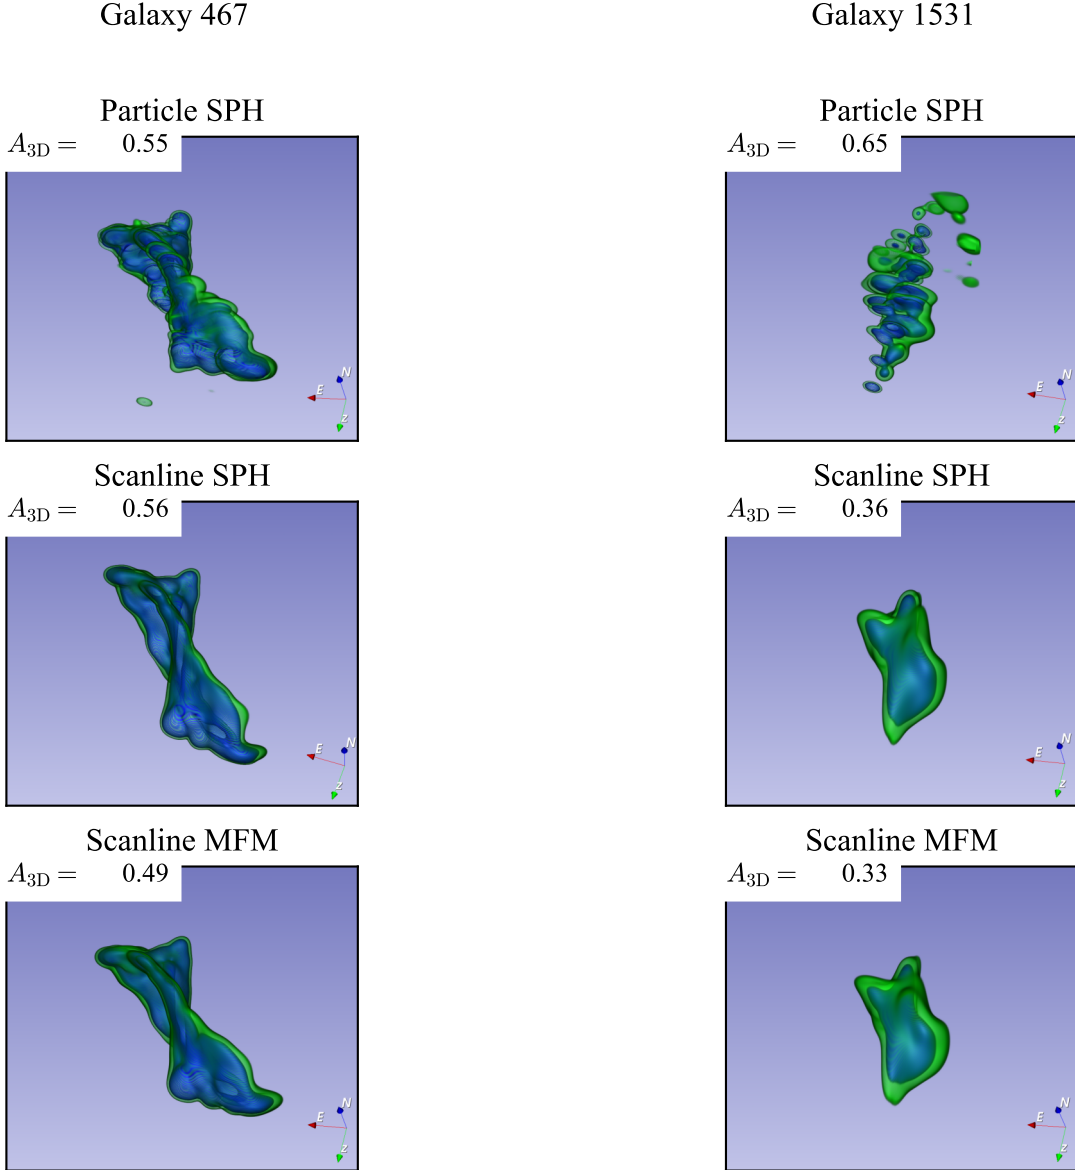 Galaxy 467 Galaxy 1531
Particle SPH Particle SPH
A3D = 0.55 A3D = 0.65
N N
E E
Z Z
Scanline SPH Scanline SPH
A3D = 0.56 A3D = 0.36
N N
E E
Z Z
Scanline MFM Scanline MFM
A3D = 0.49 A3D = 0.33
N N
E E
Z Z